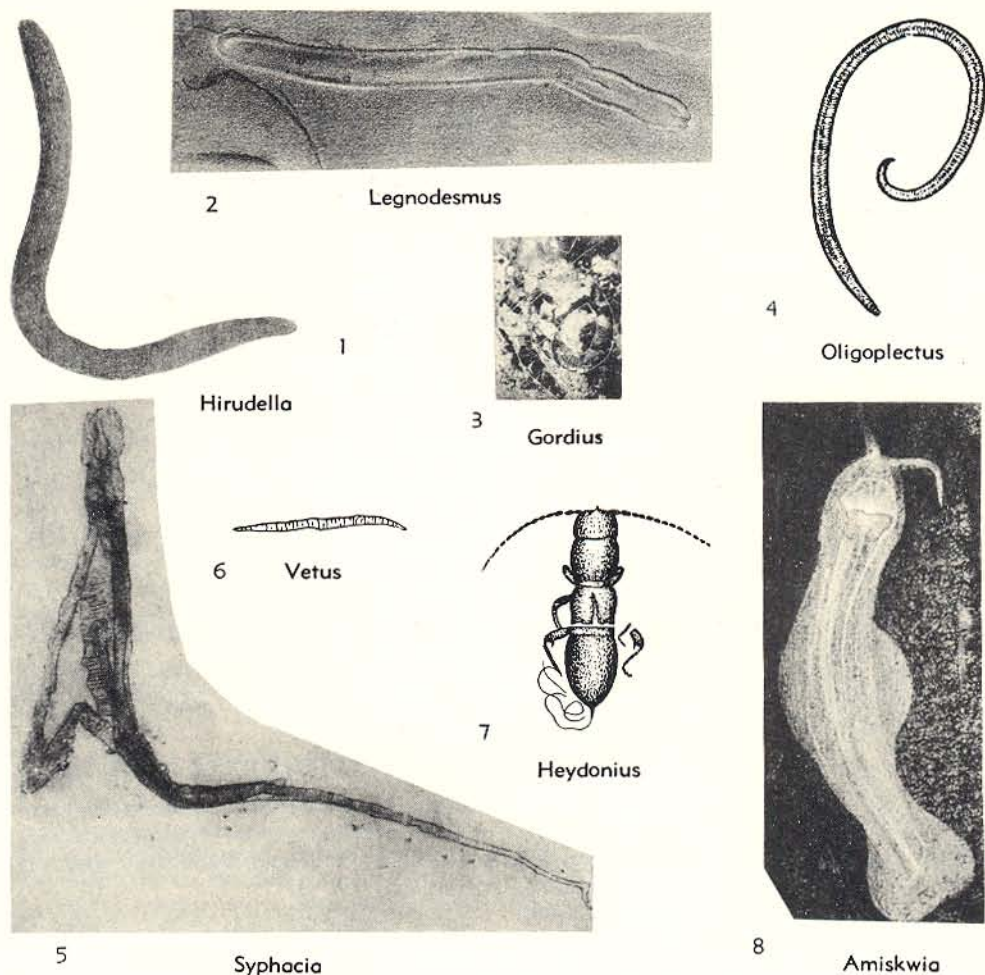 2
Legnodesmus
1
Hirudella
3
Gordius
4
Oligoplectus
5
Syphacia
6
Vetus
7
Heydonius
8
Amiskwia